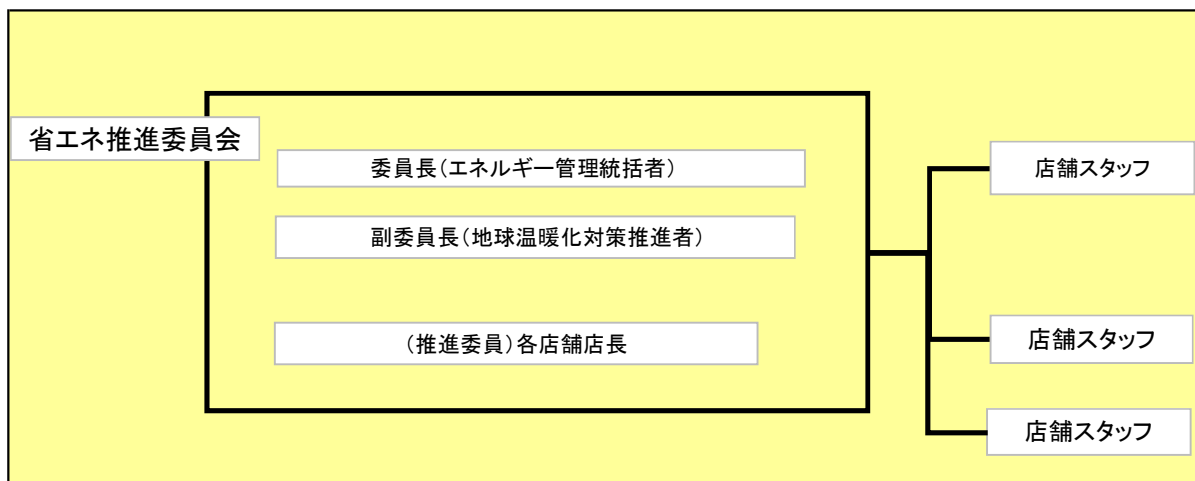 省エネ推進委員会
委員長(エネルギー管理統括者)
副委員長(地球温暖化対策推進者)
(推進委員)各店舗店長
店舗スタッフ
店舗スタッフ
店舗スタッフ